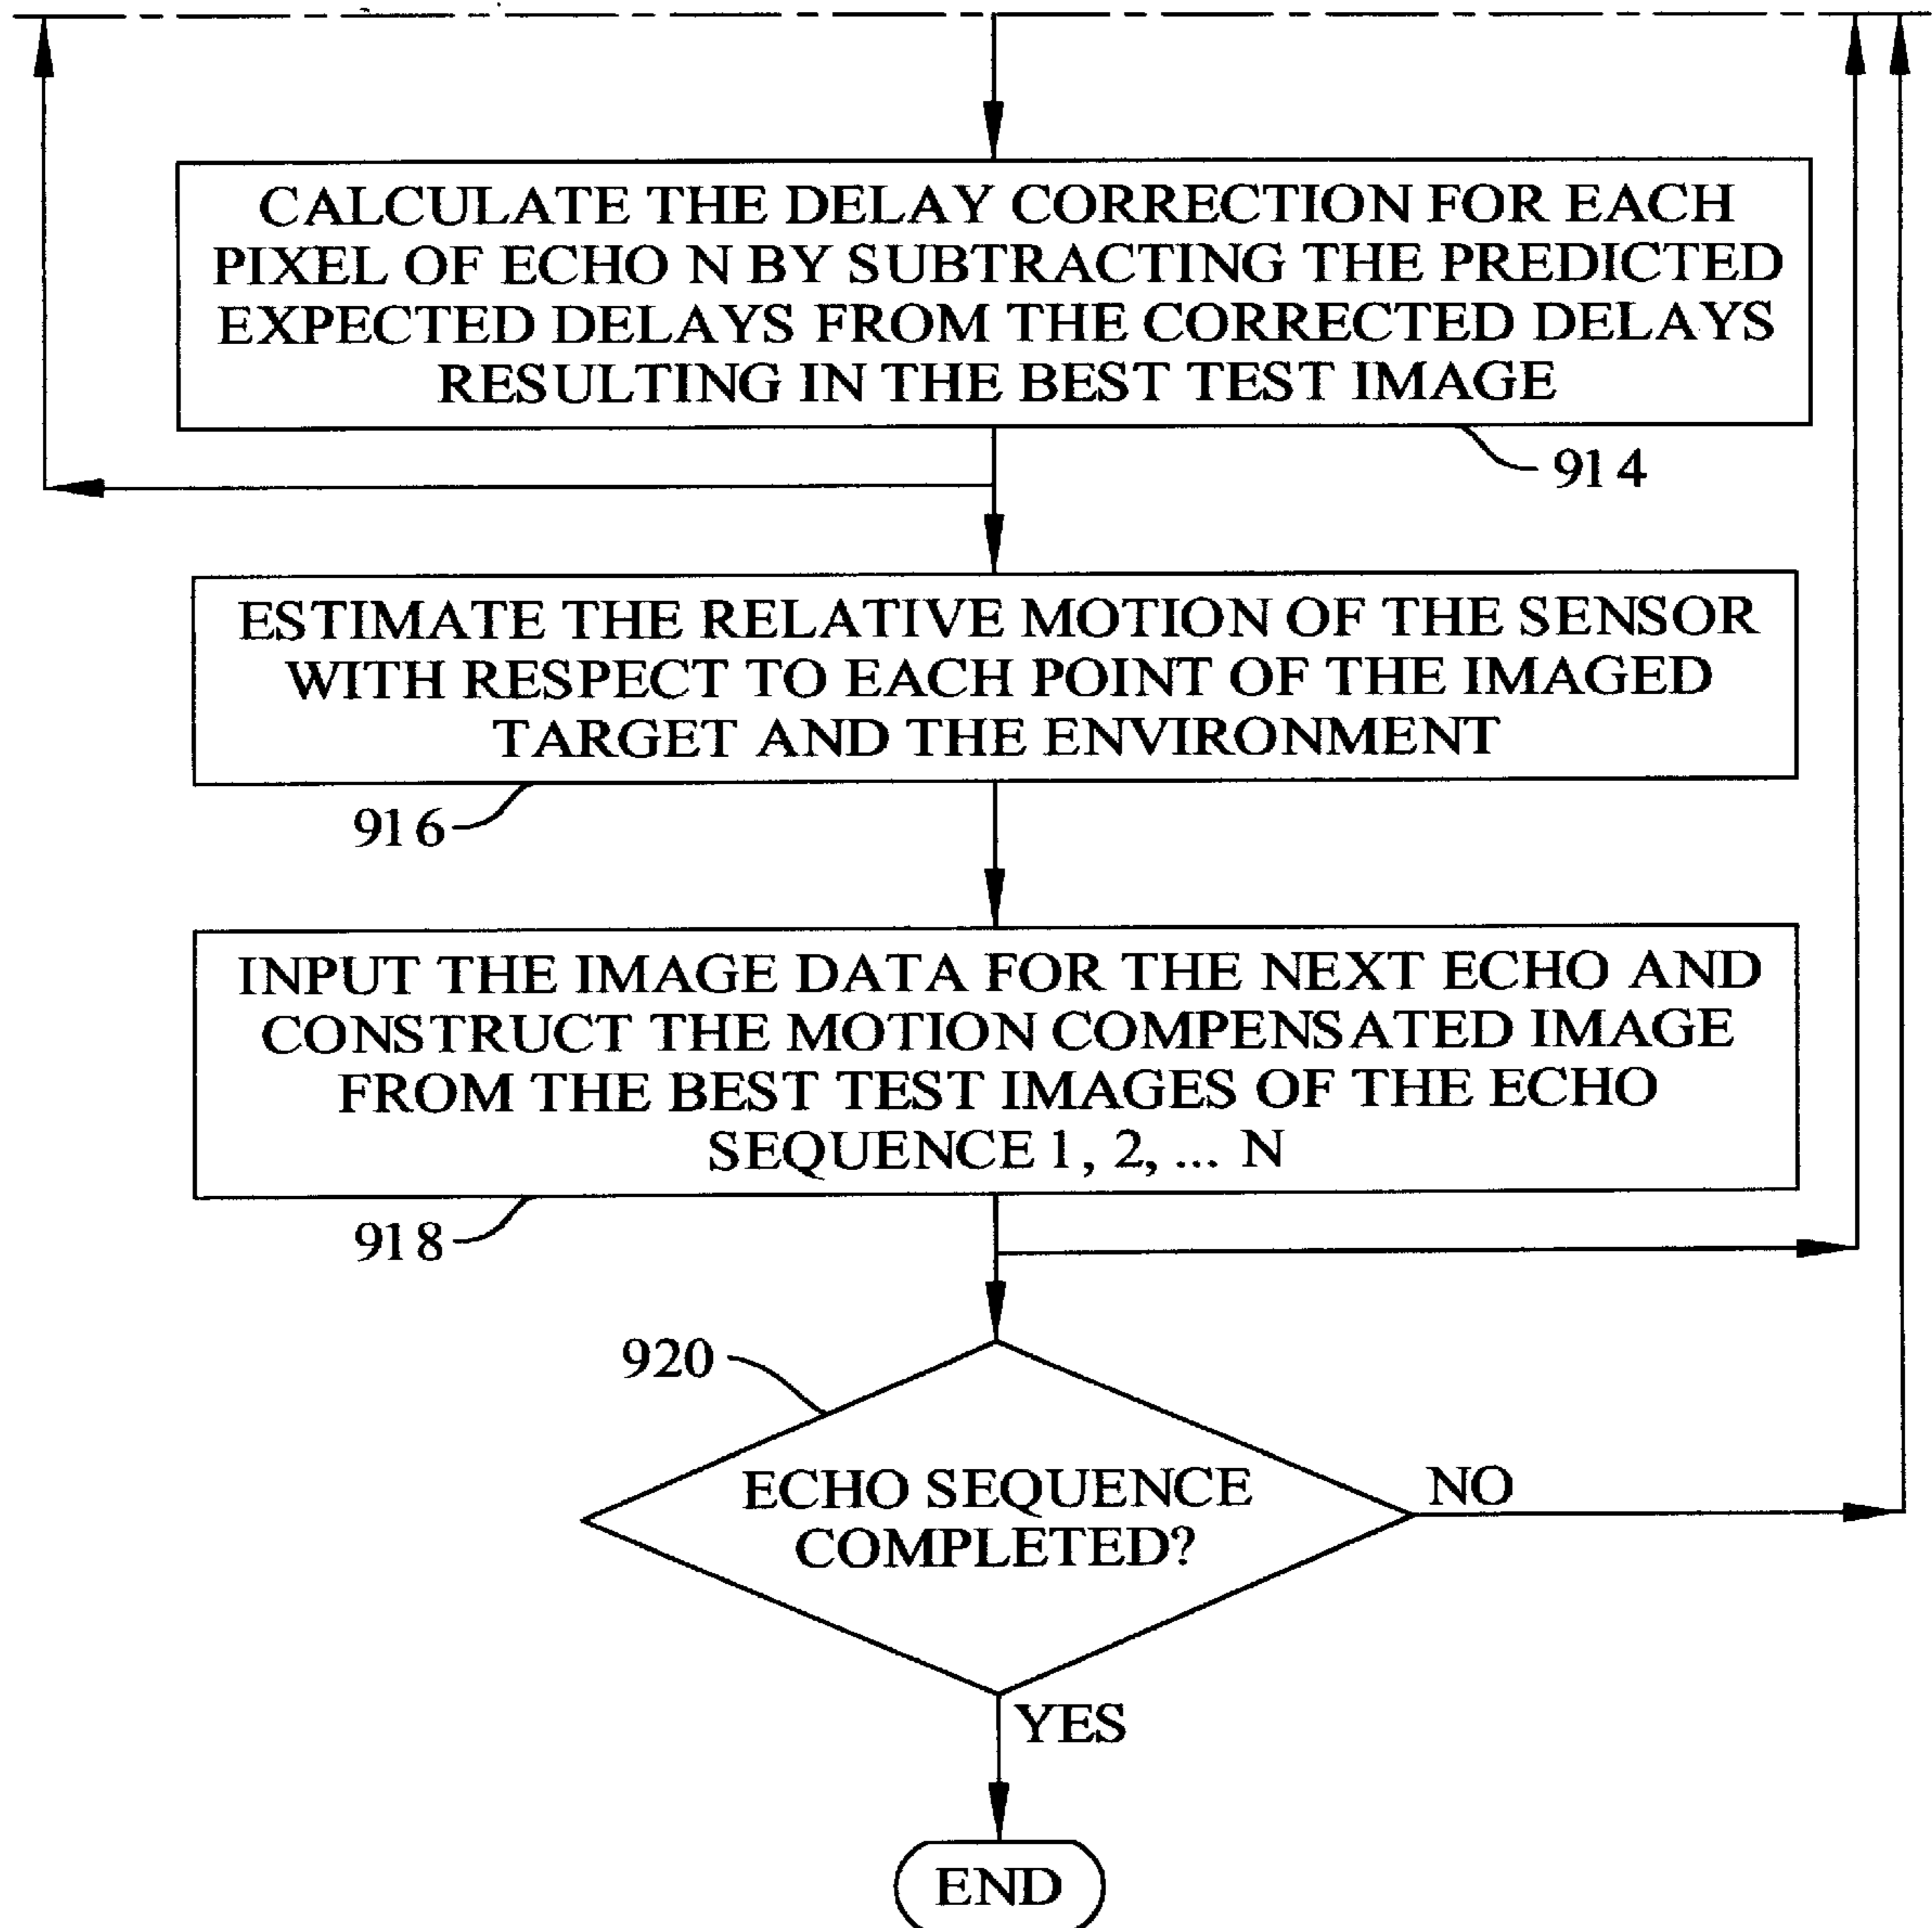 CALCULATE THE DELAY CORRECTION FOR EACH
PIXEL OF ECHO N BY SUBTRACTING THE PREDICTED
EXPECTED DELAYS FROM THE CORRECTED DELAYS
RESULTING IN THE BEST TEST IMAGE
914
ESTIMATE THE RELATIVE MOTION OF THE SENSOR
WITH RESPECT TO EACH POINT OF THE IMAGED
TARGET AND THE ENVIRONMENT
916
INPUT THE IMAGE DATA FOR THE NEXT ECHO AND
CONSTRUCT THE MOTION COMPENSATED IMAGE
FROM THE BEST TEST IMAGES OF THE ECHO
SEQUENCE 1, 2, ... N
918
920
ECHO SEQUENCE
COMPLETED?
NO
YES
END